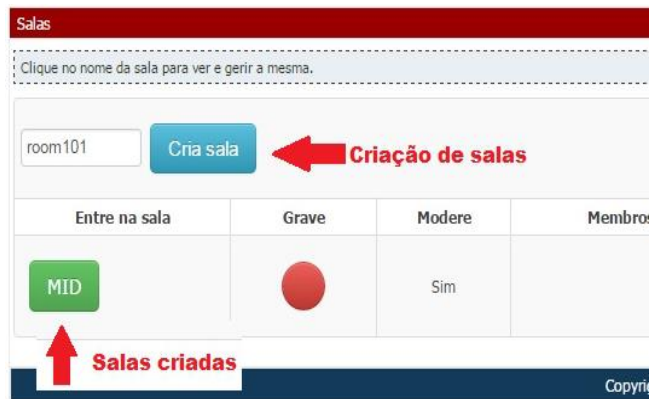 Salas
Clique no nome da sala para ver e gerir a mesma.
room101 Cria sala Criação de salas
Entre na sala Grave Modere Membros
MID Sim
Salas criadas
Copyrig